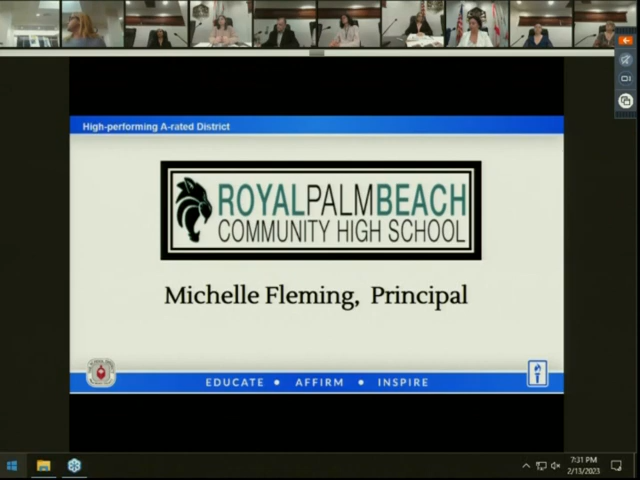 High-performing A-rated District
ROYALPALMBEACH
COMMUNITY HIGH SCHOOL
Michelle Fleming, Principal
EDUCATE • AFFIRM • INSPIRE
7:31 PM
2/13/2023